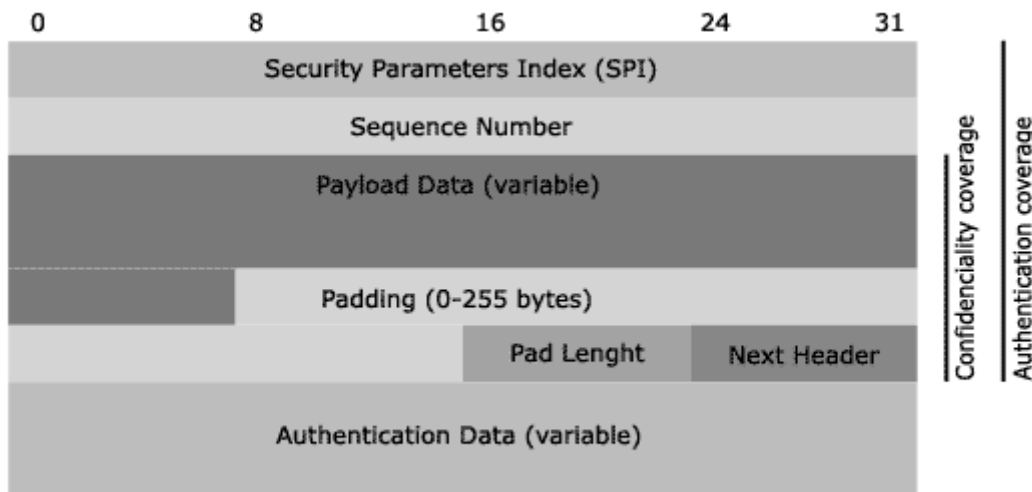 0 8 16 24 31
Security Parameters Index (SPI)
Sequence Number
Payload Data (variable)
Padding (0-255 bytes)
Pad Lenght Next Header
Authentication Data (variable)
Confidenciality coverage
Authentication coverage